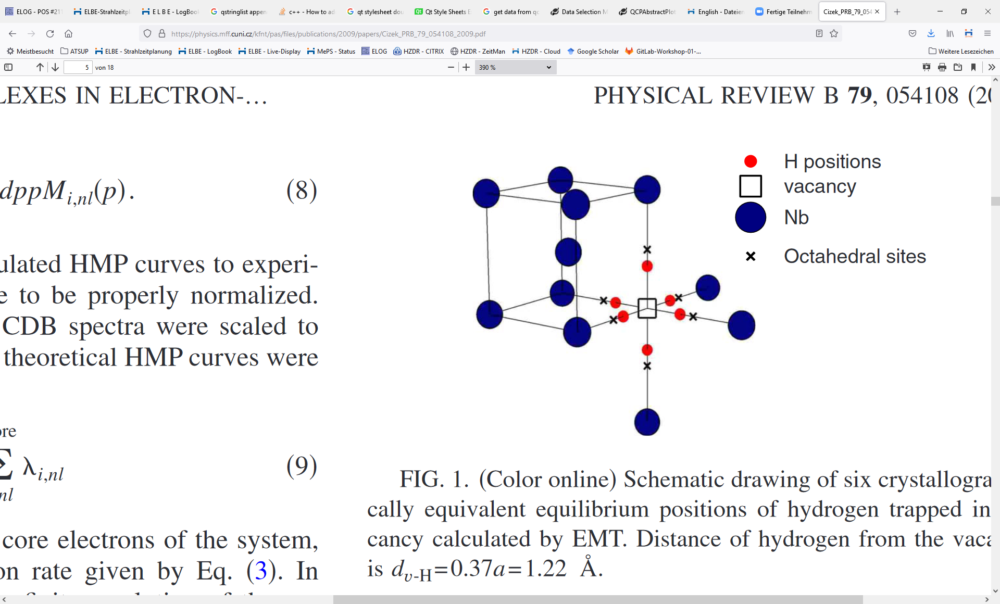 ELOG - POS #211
ELBE-Strahlzeitpl
E L B E - LogBook
qstringlist appen
c++ - How to ad
qt stylesheet dou
Qt Style Sheets E
get data from qc
Data Selection M
QCPAbstractPlot
English - Dateien
Fertige Teilnehm
Cizek_PRB_79_054
https://physics.mff.cuni.cz/kfnt/pas/files/publications/2009/papers/Cizek_PRB_79_054108_2009.pdf
Meistbesucht
ATSUP
ELBE - Strahlzeitplanung
ELBE - LogBook
ELBE - Live-Display
MePS - Status
ELOG
HZDR - CITRIX
HZDR - ZeitMan
HZDR - Cloud
Google Scholar
GitLab-Workshop-01-...
Weitere Lesezeichen
5 von 18
390 %
LEXES IN ELECTRON-…
PHYSICAL REVIEW B 79, 054108 (20
dppM_{i,nl}(p). (8)
ulated HMP curves to experi-
e to be properly normalized.
CDB spectra were scaled to
theoretical HMP curves were
ore
∑ λ_{i,nl} (9)
nl
core electrons of the system,
on rate given by Eq. (3). In
H positions
vacancy
Nb
Octahedral sites
FIG. 1. (Color online) Schematic drawing of six crystallogra
cally equivalent equilibrium positions of hydrogen trapped in
cancy calculated by EMT. Distance of hydrogen from the vaca
is d_{v-H}=0.37a=1.22 Å.